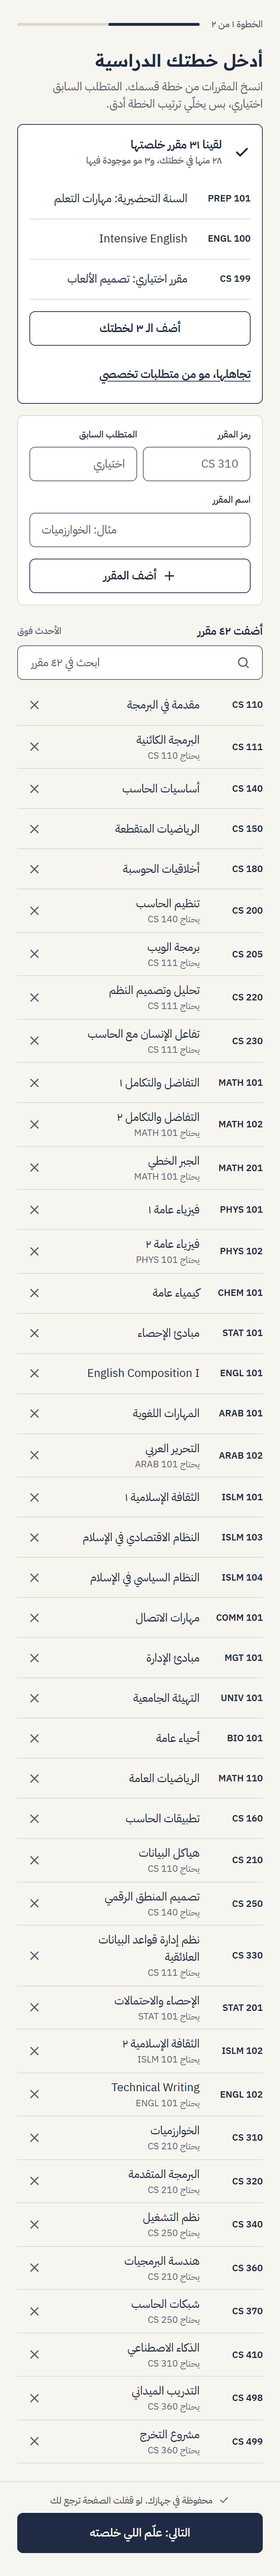 الخطوة ١ من ٢
أدخل خطتك الدراسية
انسخ المقررات من خطة قسمك. المتطلب السابق
اختياري، بس يخلّي ترتيب الخطة أدق.
لقينا ٣١ مقرر خلصتها
٢٨ منها في خطتك، و٣ مو موجودة فيها
PREP 101 السنة التحضيرية: مهارات التعلم
ENGL 100 Intensive English
CS 199 مقرر اختياري: تصميم الألعاب
أضف الـ ٣ لخطتك
تجاهلها، مو من متطلبات تخصصي
رمز المقرر المتطلب السابق
CS 310 اختياري
اسم المقرر
مثال: الخوارزميات
أضف المقرر
أضفت ٤٢ مقرر الأحدث فوق
ابحث في ٤٢ مقرر
CS 110 مقدمة في البرمجة
CS 111 البرمجة الكائنية
يحتاج CS 110
CS 140 أساسيات الحاسب
CS 150 الرياضيات المتقطعة
CS 180 أخلاقيات الحوسبة
CS 200 تنظيم الحاسب
يحتاج CS 140
CS 205 برمجة الويب
يحتاج CS 111
CS 220 تحليل وتصميم النظم
يحتاج CS 111
CS 230 تفاعل الإنسان مع الحاسب
يحتاج CS 111
MATH 101 التفاضل والتكامل ١
MATH 102 التفاضل والتكامل ٢
يحتاج MATH 101
MATH 201 الجبر الخطي
يحتاج MATH 101
PHYS 101 فيزياء عامة ١
PHYS 102 فيزياء عامة ٢
يحتاج PHYS 101
CHEM 101 كيمياء عامة
STAT 101 مبادئ الإحصاء
ENGL 101 English Composition I
ARAB 101 المهارات اللغوية
ARAB 102 التحرير العربي
يحتاج ARAB 101
ISLM 101 الثقافة الإسلامية ١
ISLM 103 النظام الاقتصادي في الإسلام
ISLM 104 النظام السياسي في الإسلام
COMM 101 مهارات الاتصال
MGT 101 مبادئ الإدارة
UNIV 101 التهيئة الجامعية
BIO 101 أحياء عامة
MATH 110 الرياضيات العامة
CS 160 تطبيقات الحاسب
CS 210 هياكل البيانات
يحتاج CS 110
CS 250 تصميم المنطق الرقمي
يحتاج CS 140
CS 330 نظم إدارة قواعد البيانات
العلائقية
يحتاج CS 111
STAT 201 الإحصاء والاحتمالات
يحتاج STAT 101
ISLM 102 الثقافة الإسلامية ٢
يحتاج ISLM 101
ENGL 102 Technical Writing
يحتاج ENGL 101
CS 310 الخوارزميات
يحتاج CS 210
CS 320 البرمجة المتقدمة
يحتاج CS 210
CS 340 نظم التشغيل
يحتاج CS 250
CS 360 هندسة البرمجيات
يحتاج CS 210
CS 370 شبكات الحاسب
يحتاج CS 250
CS 410 الذكاء الاصطناعي
يحتاج CS 310
CS 498 التدريب الميداني
يحتاج CS 360
CS 499 مشروع التخرج
يحتاج CS 360
محفوظة في جهازك. لو قفلت الصفحة ترجع لك
التالي: علّم اللي خلصته